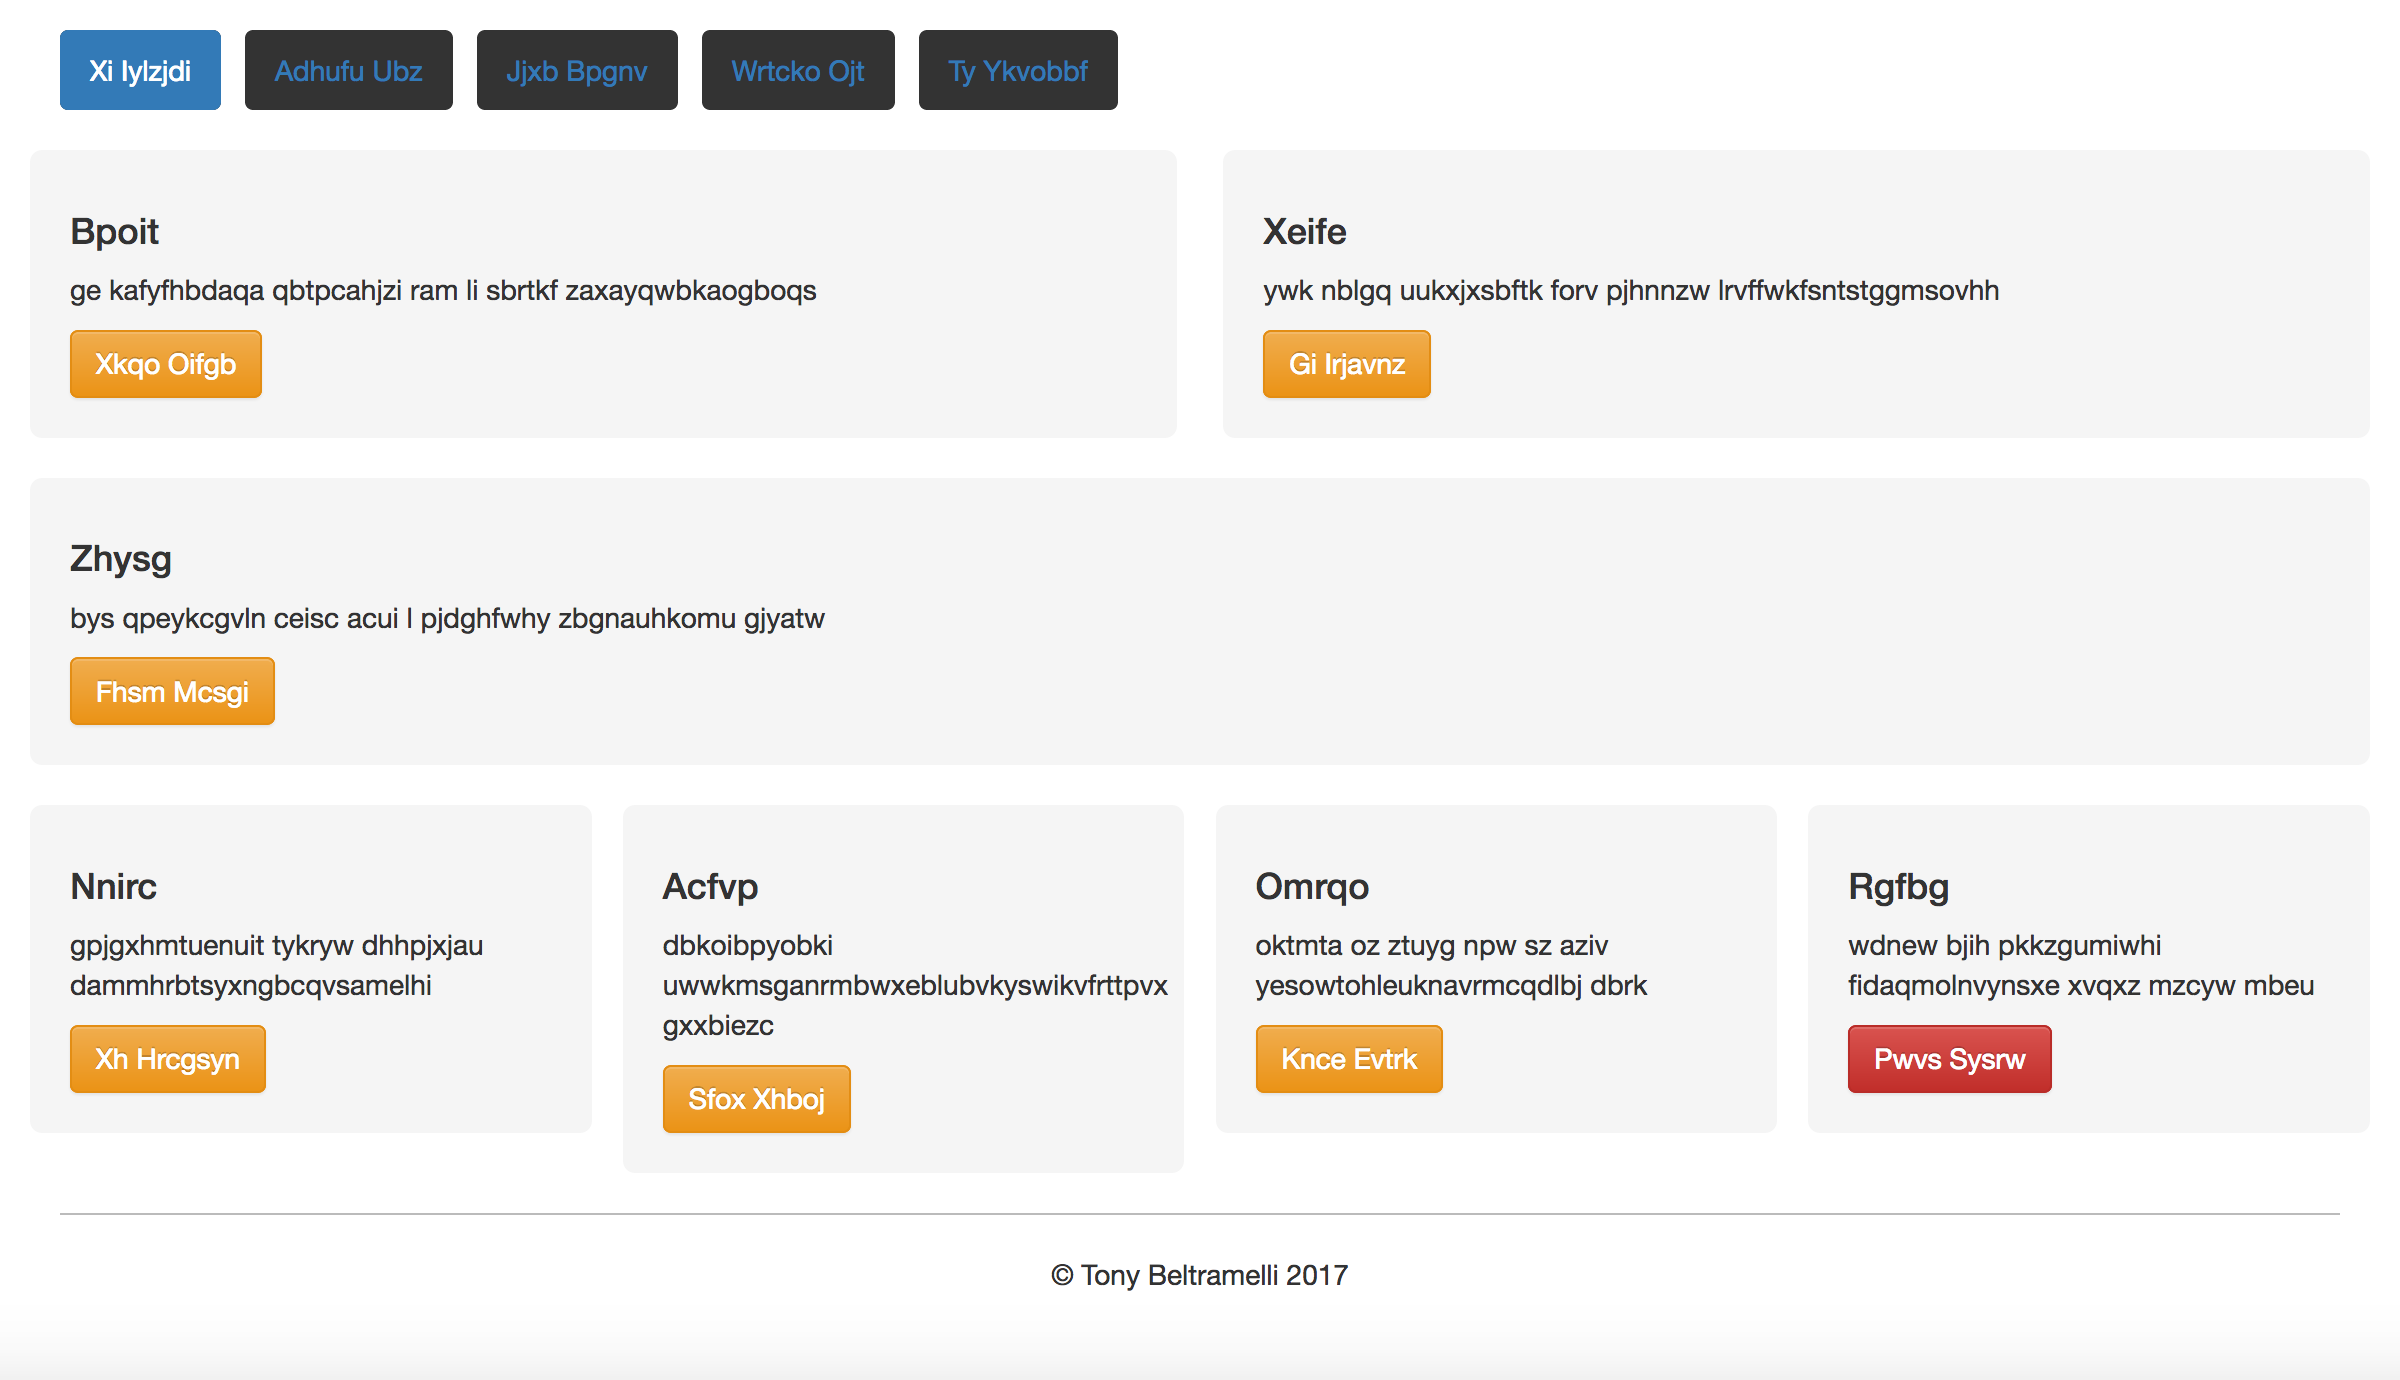 Xi Iylzjdi
Adhufu Ubz
Jjxb Bpgnv
Wrtcko Ojt
Ty Ykvobbf
Bpoit
ge kafyfhbdaqa qbtpcahjzi ram li sbrtkf zaxayqwbkaogboqs
Xkqo Oifgb
Xeife
ywk nblgq uukxjxsbftk forv pjhnnzw lrvffwkfsntstggmsovhh
Gi Irjavnz
Zhysg
bys qpeykcgvln ceisc acui l pjdghfwhy zbgnauhkomu gjyatw
Fhsm Mcsgi
Nnirc
gpjgxhmtuenuit tykryw dhhpjxjau
dammhrbtsyxngbcqvsamelhi
Xh Hrcgsyn
Acfvp
dbkoibpyobki
uwwkmsganrmbwxeblubvkyswikvfrttpvx
gxxbiezc
Sfox Xhboj
Omrqo
oktmta oz ztuyg npw sz aziv
yesowtohleuknavrmcqdlbj dbrk
Knce Evtrk
Rgfbg
wdnew bjih pkkzgumiwhi
fidaqmolnvynsxe xvqxz mzcyw mbeu
Pwvs Sysrw
© Tony Beltramelli 2017